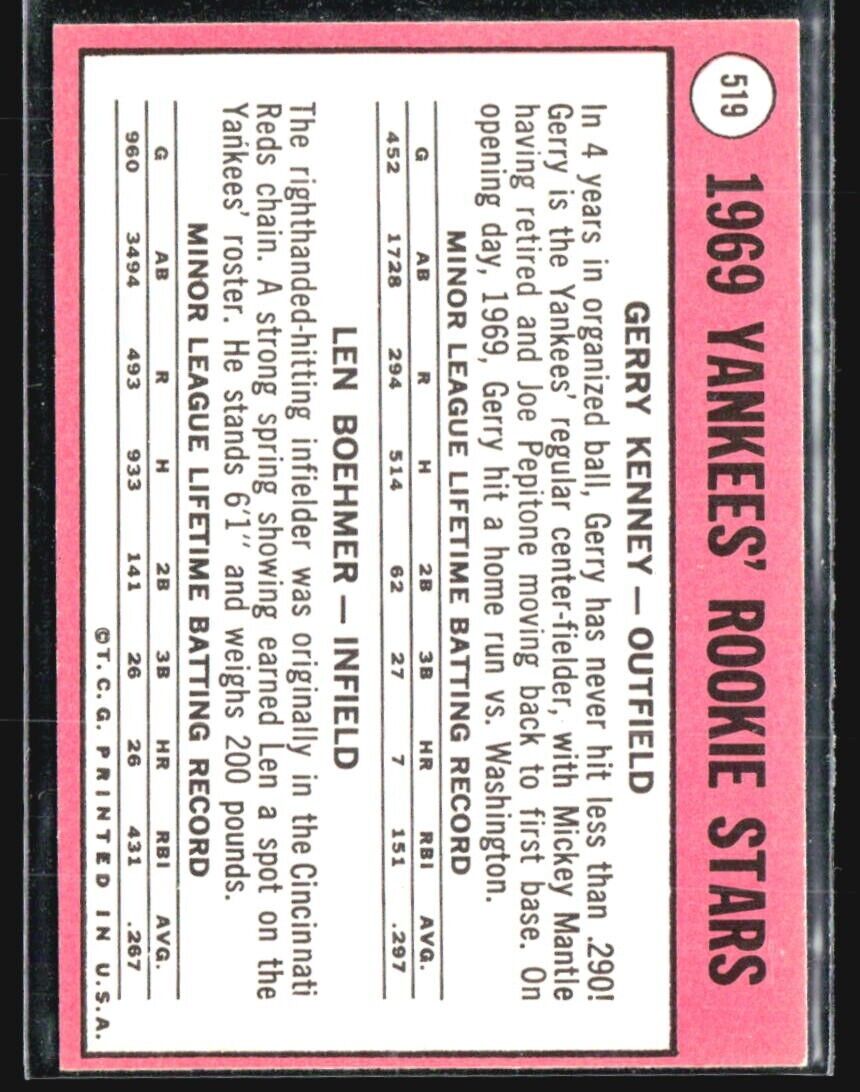 519
1969 YANKEES' ROOKIE STARS
GERRY KENNEY — OUTFIELD
In 4 years in organized ball, Gerry has never hit less than .290!
Gerry is the Yankees' regular center-fielder, with Mickey Mantle
having retired and Joe Pepitone moving back to first base. On
opening day, 1969, Gerry hit a home run vs. Washington.
MINOR LEAGUE LIFETIME BATTING RECORD
G AB R H 2B 3B HR RBI AVG.
452 1728 294 514 62 27 7 151 .297
LEN BOEHMER — INFIELD
The righthanded-hitting infielder was originally in the Cincinnati
Reds chain. A strong spring showing earned Len a spot on the
Yankees' roster. He stands 6'1" and weighs 200 pounds.
MINOR LEAGUE LIFETIME BATTING RECORD
G AB R H 2B 3B HR RBI AVG.
960 3494 493 933 141 26 26 431 .267
©T.C.G. PRINTED IN U.S.A.